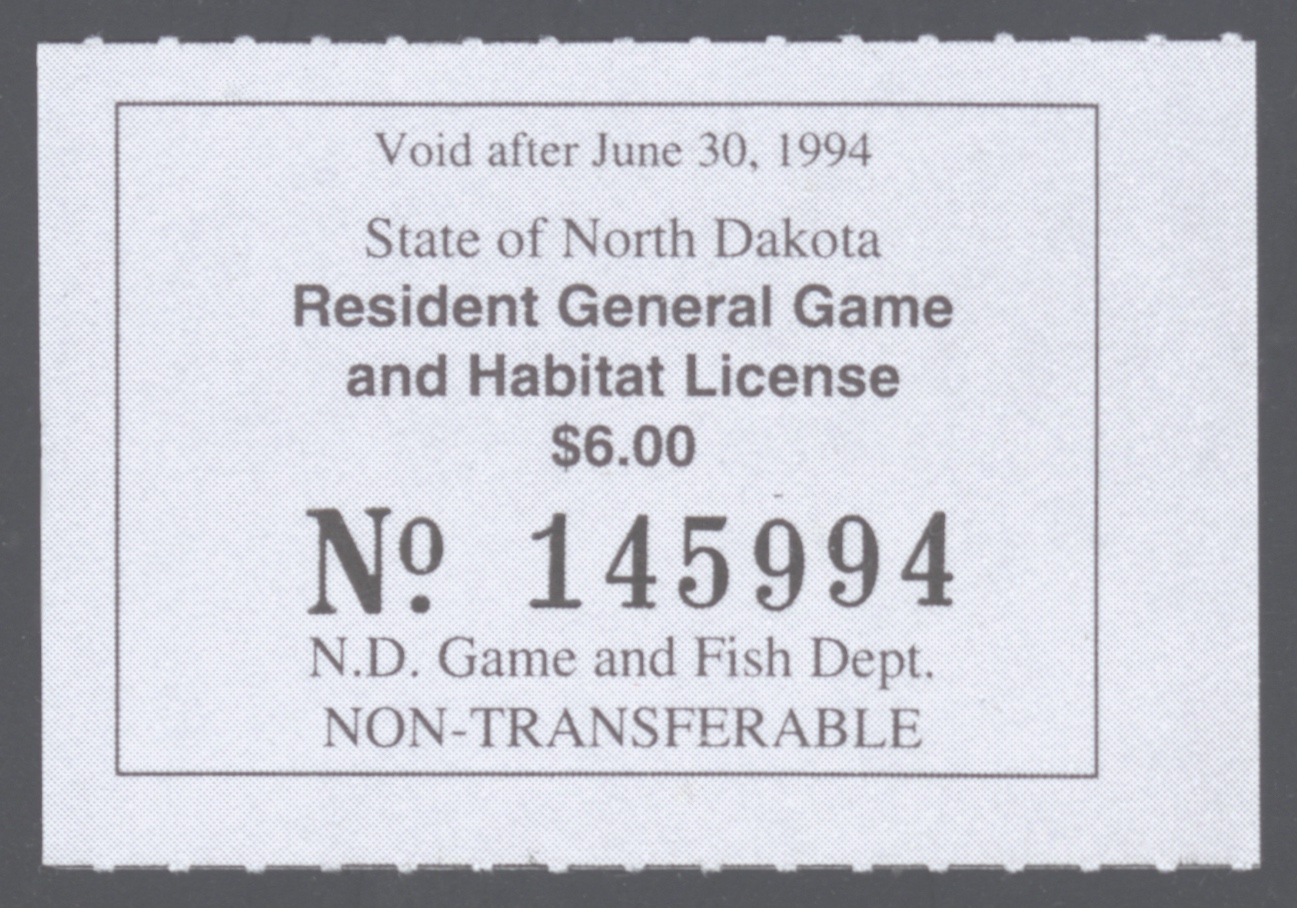 Void after June 30, 1994
State of North Dakota
Resident General Game
and Habitat License
$6.00
Nº. 145994
N.D. Game and Fish Dept.
NON-TRANSFERABLE